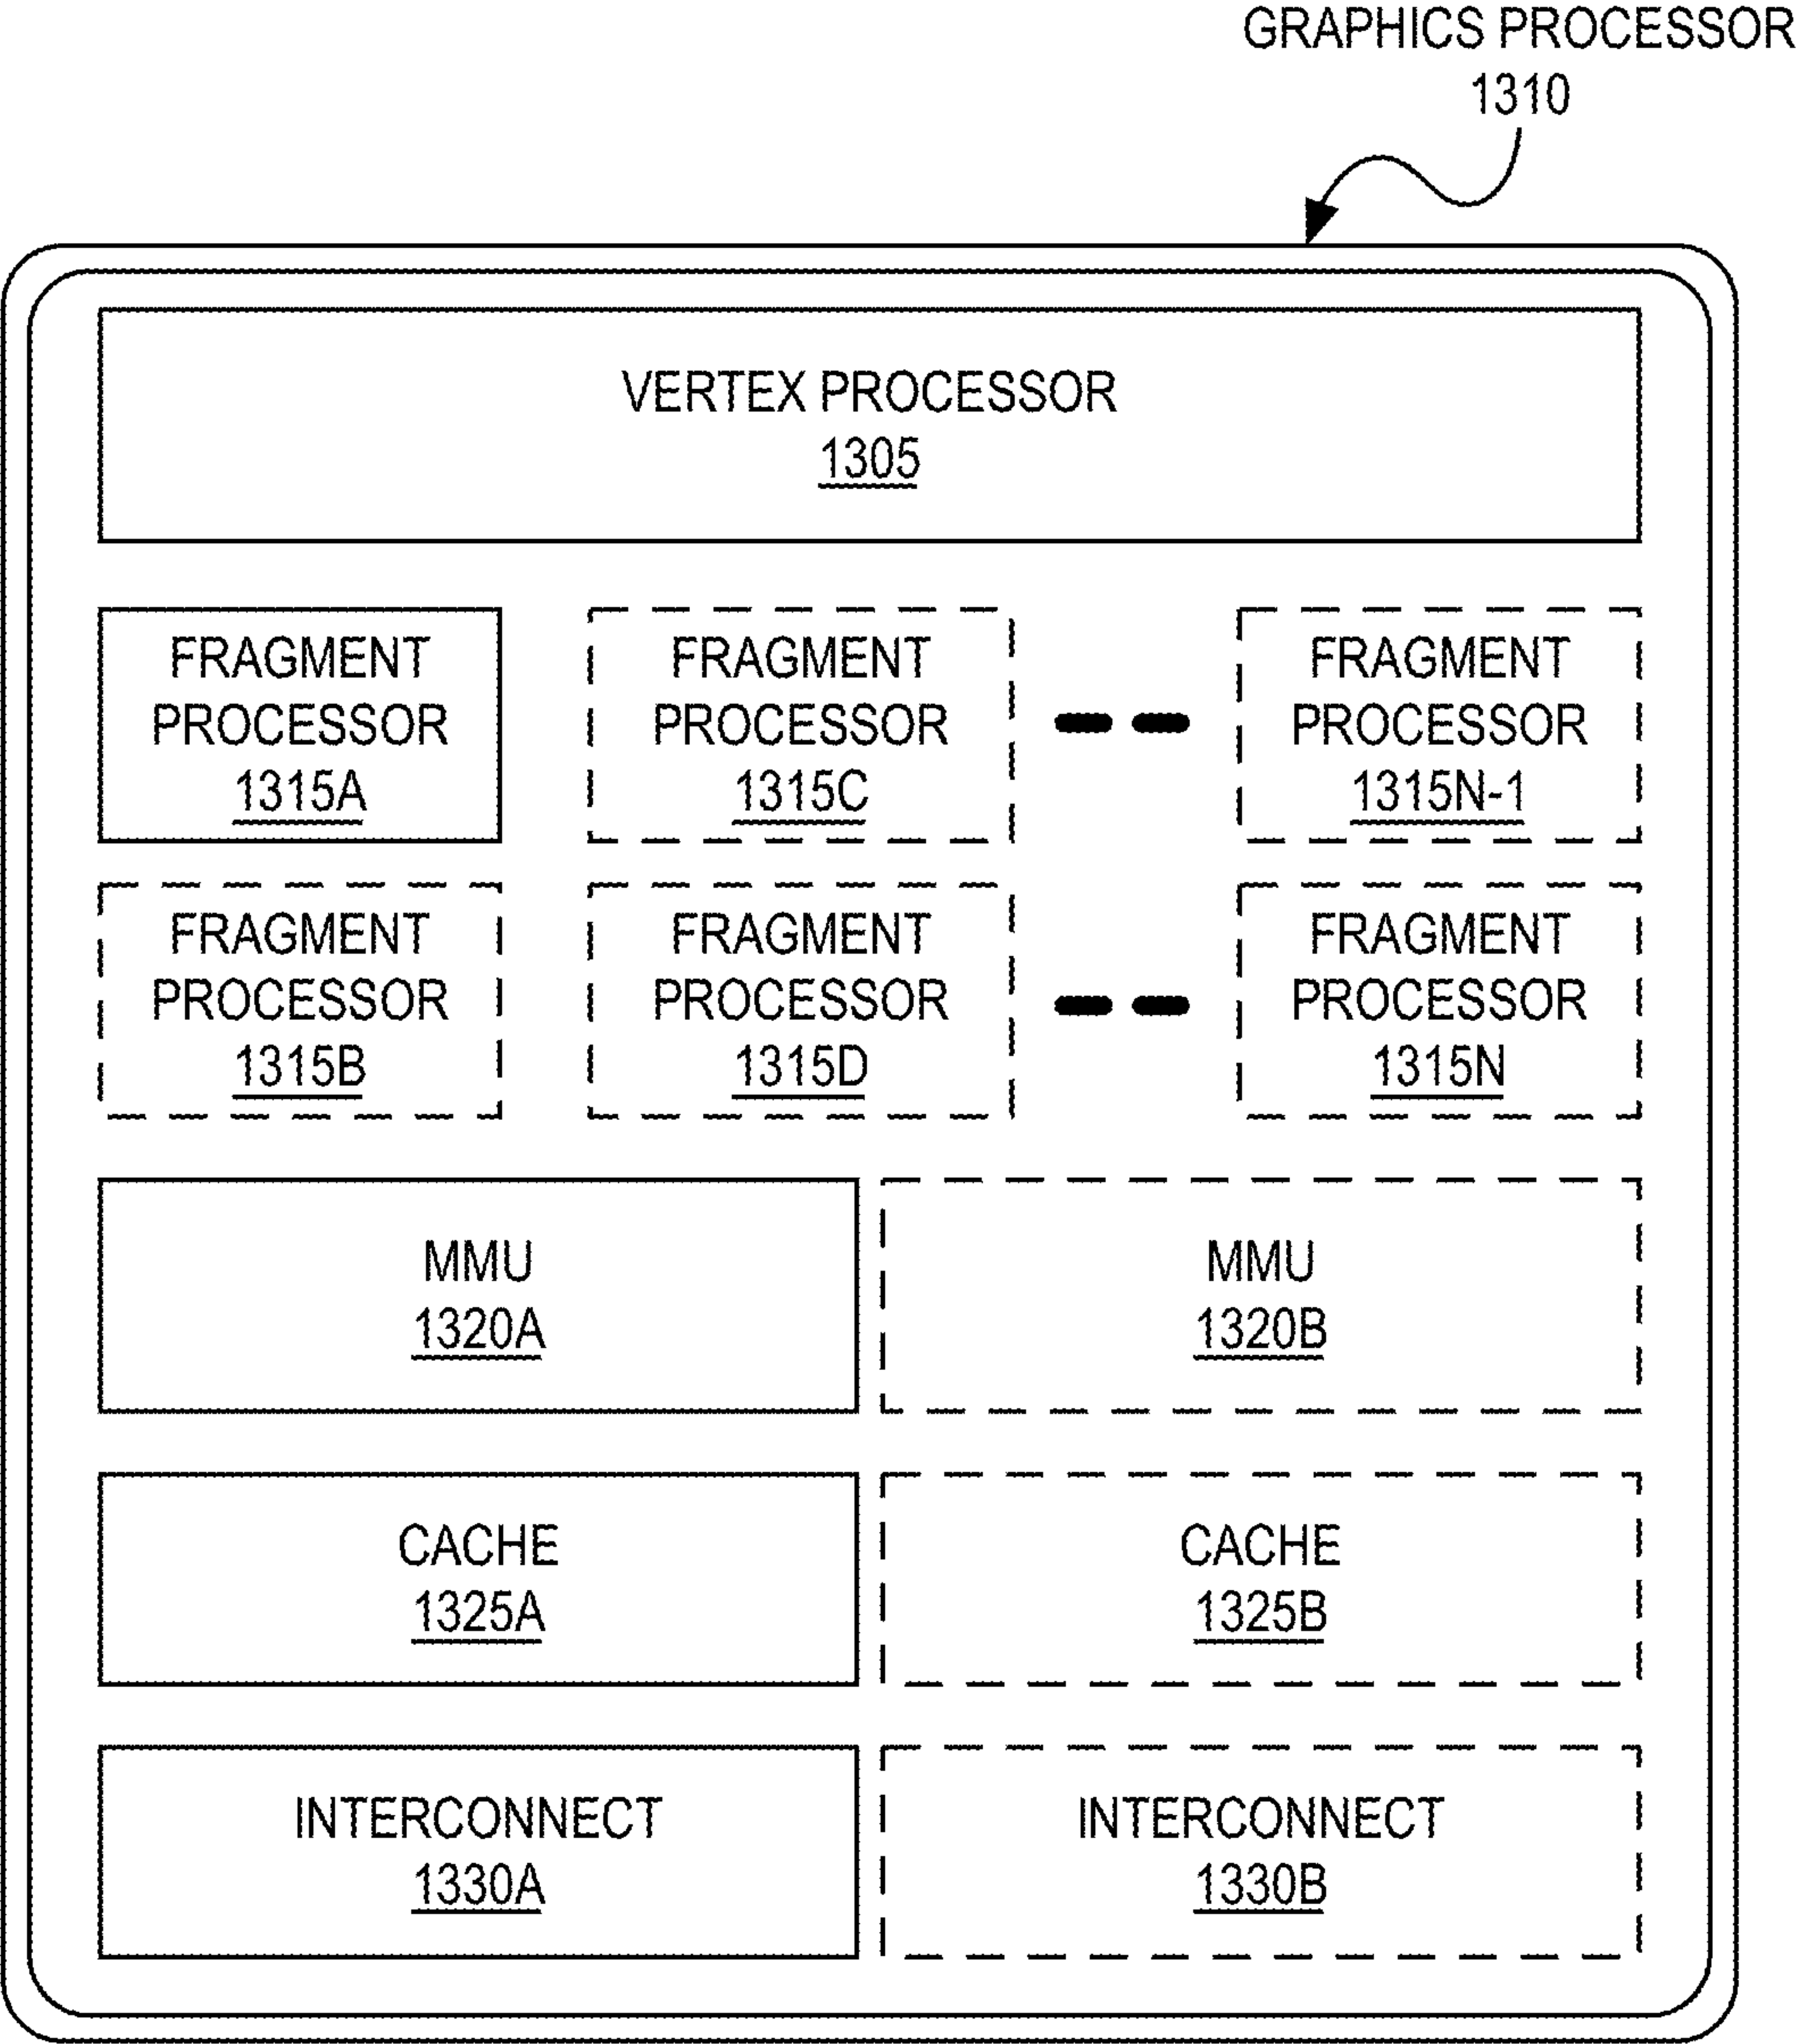 GRAPHICS PROCESSOR
1310
VERTEX PROCESSOR
1305
FRAGMENT
PROCESSOR
1315A
FRAGMENT
PROCESSOR
1315C
FRAGMENT
PROCESSOR
1315N-1
FRAGMENT
PROCESSOR
1315B
FRAGMENT
PROCESSOR
1315D
FRAGMENT
PROCESSOR
1315N
MMU
1320A
MMU
1320B
CACHE
1325A
CACHE
1325B
INTERCONNECT
1330A
INTERCONNECT
1330B